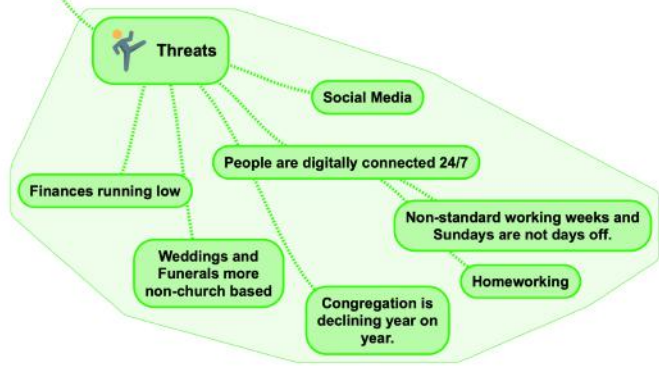 Threats
Social Media
People are digitally connected 24/7
Finances running low
Non-standard working weeks and
Sundays are not days off.
Weddings and
Funerals more
non-church based
Homeworking
Congregation is
declining year on
year.